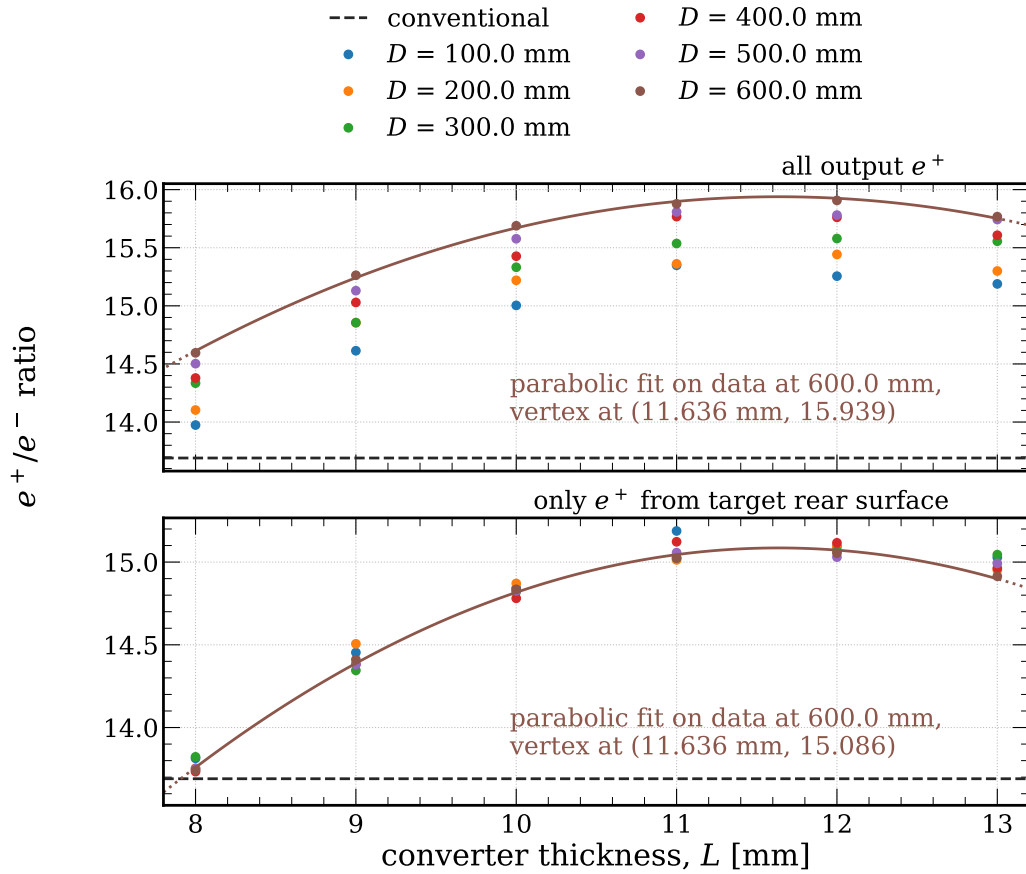 conventional
D = 100.0 mm
D = 200.0 mm
D = 300.0 mm
D = 400.0 mm
D = 500.0 mm
D = 600.0 mm
all output e⁺
16.0
15.5
15.0
14.5
14.0
parabolic fit on data at 600.0 mm,
vertex at (11.636 mm, 15.939)
e⁺/e⁻ ratio
only e⁺ from target rear surface
15.0
14.5
14.0
parabolic fit on data at 600.0 mm,
vertex at (11.636 mm, 15.086)
8 9 10 11 12 13
converter thickness, L [mm]